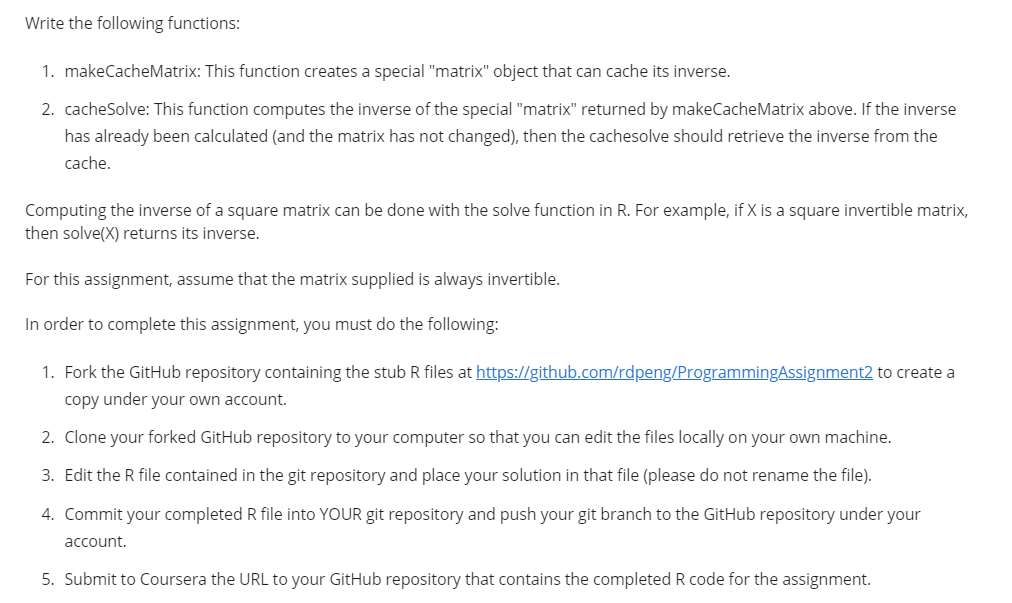 Write the following functions:
1. makeCacheMatrix: This function creates a special "matrix" object that can cache its inverse.
2. cacheSolve: This function computes the inverse of the special "matrix" returned by makeCacheMatrix above. If the inverse
has already been calculated (and the matrix has not changed), then the cachesolve should retrieve the inverse from the
cache.
Computing the inverse of a square matrix can be done with the solve function in R. For example, if X is a square invertible matrix,
then solve(X) returns its inverse.
For this assignment, assume that the matrix supplied is always invertible.
In order to complete this assignment, you must do the following:
1. Fork the GitHub repository containing the stub R files at https://github.com/rdpeng/ProgrammingAssignment2 to create a
copy under your own account.
2. Clone your forked GitHub repository to your computer so that you can edit the files locally on your own machine.
3. Edit the R file contained in the git repository and place your solution in that file (please do not rename the file).
4. Commit your completed R file into YOUR git repository and push your git branch to the GitHub repository under your
account.
5. Submit to Coursera the URL to your GitHub repository that contains the completed R code for the assignment.